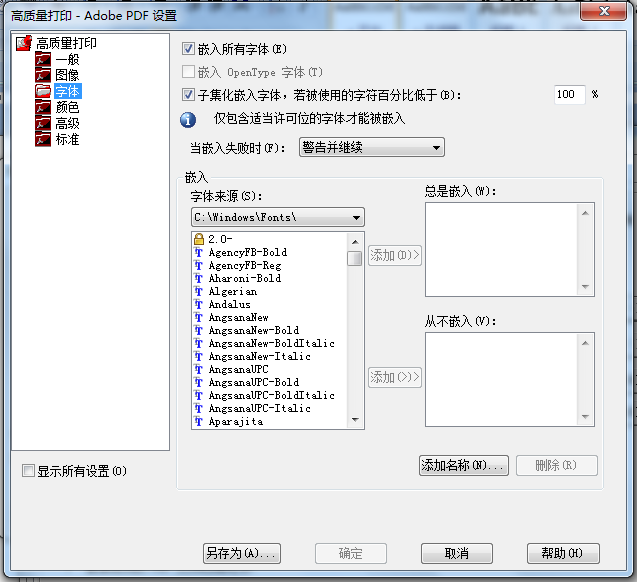 高质量打印 - Adobe PDF 设置
高质量打印
一般
图像
字体
颜色
高级
标准
显示所有设置(O)
嵌入所有字体(E)
嵌入 OpenType 字体(T)
子集化嵌入字体，若被使用的字符百分比低于(B):
100 %
仅包含适当许可位的字体才能被嵌入
当嵌入失败时(F):
警告并继续
嵌入
字体来源(S):
C:\Windows\Fonts\
2.0-
AgencyFB-Bold
AgencyFB-Reg
Aharoni-Bold
Algerian
Andalus
AngsanaNew
AngsanaNew-Bold
AngsanaNew-BoldItalic
AngsanaNew-Italic
AngsanaUPC
AngsanaUPC-Bold
AngsanaUPC-BoldItalic
AngsanaUPC-Italic
Aparajita
添加(D)>
添加(>)>
总是嵌入(W):
从不嵌入(V):
添加名称(N)...
删除(R)
另存为(A)...
确定
取消
帮助(H)